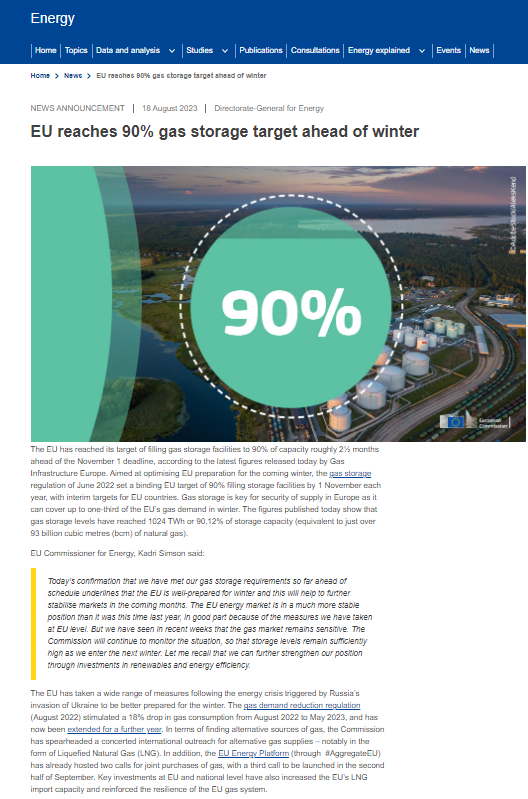 Energy
Home Topics Data and analysis Studies Publications Consultations Energy explained Events News
Home > News > EU reaches 90% gas storage target ahead of winter
NEWS ANNOUNCEMENT | 18 August 2023 | Directorate-General for Energy
EU reaches 90% gas storage target ahead of winter
90%
European
Commission
The EU has reached its target of filling gas storage facilities to 90% of capacity roughly 2½ months
ahead of the November 1 deadline, according to the latest figures released today by Gas
Infrastructure Europe. Aimed at optimising EU preparation for the coming winter, the gas storage
regulation of June 2022 set a binding EU target of 90% filling storage facilities by 1 November each
year, with interim targets for EU countries. Gas storage is key for security of supply in Europe as it
can cover up to one-third of the EU's gas demand in winter. The figures published today show that
gas storage levels have reached 1024 TWh or 90.12% of storage capacity (equivalent to just over
93 billion cubic metres (bcm) of natural gas).
EU Commissioner for Energy, Kadri Simson said:
Today's confirmation that we have met our gas storage requirements so far ahead of
schedule underlines that the EU is well-prepared for winter and this will help to further
stabilise markets in the coming months. The EU energy market is in a much more stable
position than it was this time last year, in good part because of the measures we have taken
at EU level. But we have seen in recent weeks that the gas market remains sensitive. The
Commission will continue to monitor the situation, so that storage levels remain sufficiently
high as we enter the next winter. Let me recall that we can further strengthen our position
through investments in renewables and energy efficiency.
The EU has taken a wide range of measures following the energy crisis triggered by Russia's
invasion of Ukraine to be better prepared for the winter. The gas demand reduction regulation
(August 2022) stimulated a 18% drop in gas consumption from August 2022 to May 2023, and has
now been extended for a further year. In terms of finding alternative sources of gas, the Commission
has spearheaded a concerted international outreach for alternative gas supplies – notably in the
form of Liquefied Natural Gas (LNG). In addition, the EU Energy Platform (through #AggregateEU)
has already hosted two calls for joint purchases of gas, with a third call to be launched in the second
half of September. Key investments at EU and national level have also increased the EU's LNG
import capacity and reinforced the resilience of the EU gas system.